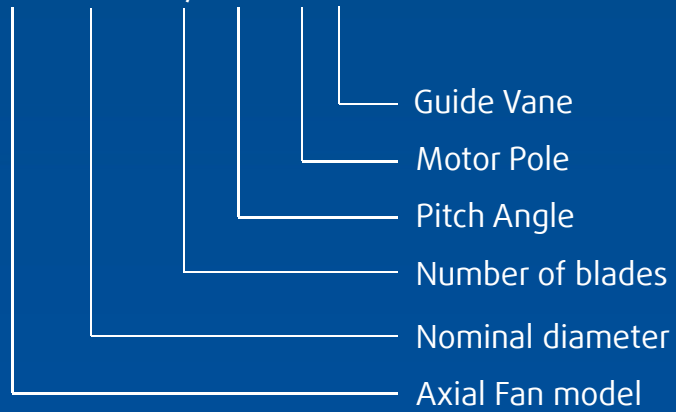 Guide Vane
Motor Pole
Pitch Angle
Number of blades
Nominal diameter
Axial Fan model